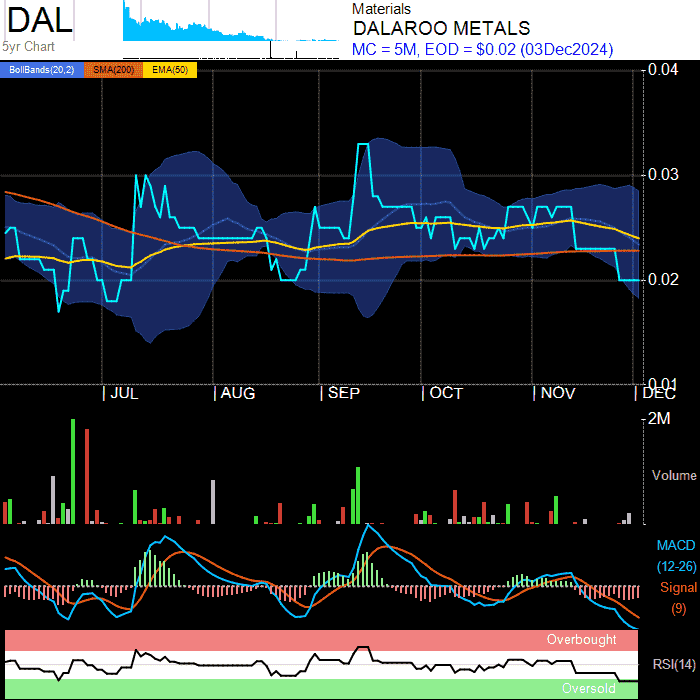 DAL
5yr Chart
Materials
DALAROO METALS
MC = 5M, EOD = $0.02 (03Dec2024)
BollBands(20,2) SMA(200) EMA(50)
0.04
0.03
0.02
0.01
JUL AUG SEP OCT NOV DEC
2M
Volume
MACD
(12-26)
Signal
(9)
Overbought
RSI(14)
Oversold